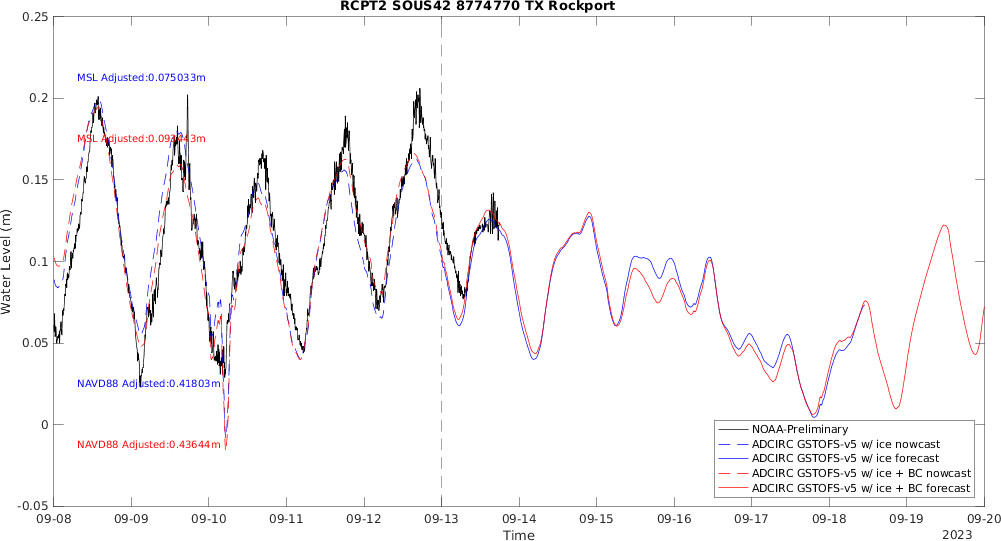 RCPT2 SOUS42 8774770 TX Rockport
0.25
0.2
0.15
0.1
0.05
0
-0.05
Water Level (m)
MSL Adjusted:0.075033m
NAVD88 Adjusted:0.41803m
NAVD88 Adjusted:0.43644m
NOAA-Preliminary
ADCIRC GSTOFS-v5 w/ ice nowcast
ADCIRC GSTOFS-v5 w/ ice forecast
ADCIRC GSTOFS-v5 w/ ice + BC nowcast
ADCIRC GSTOFS-v5 w/ ice + BC forecast
09-08 09-09 09-10 09-11 09-12 09-13 09-14 09-15 09-16 09-17 09-18 09-19 09-20
Time
2023